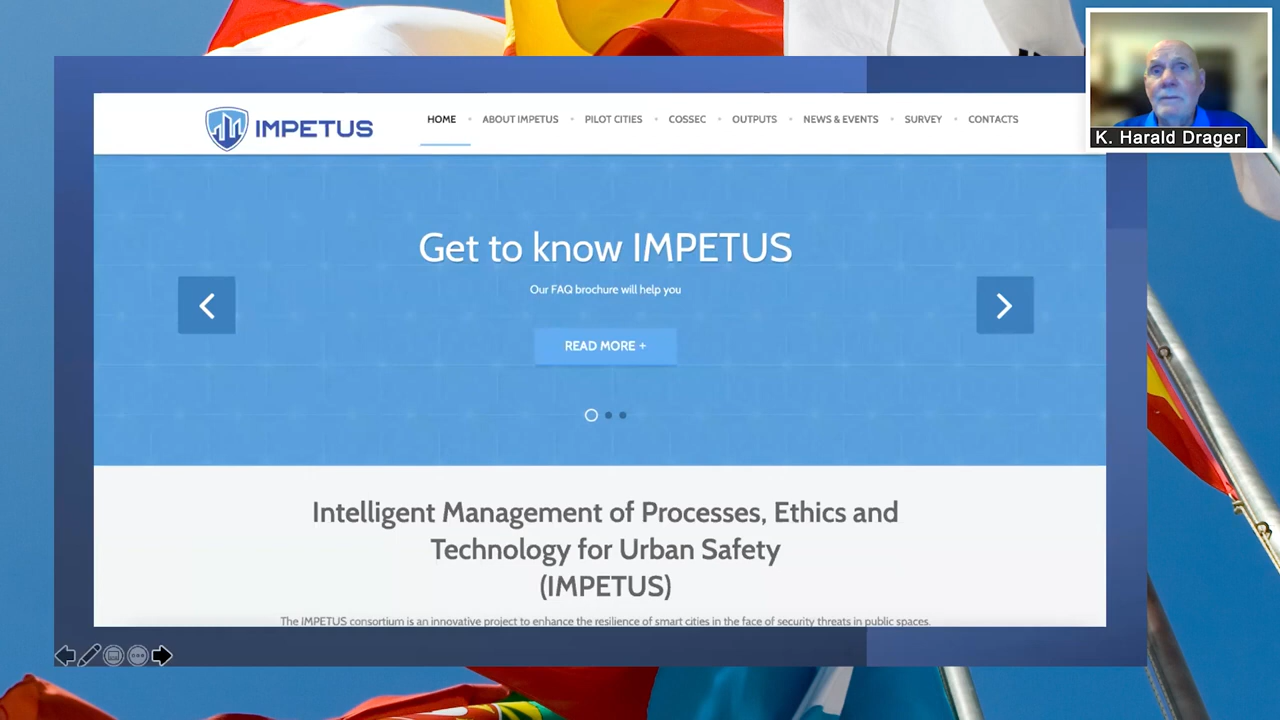 IMPETUS
HOME
ABOUT IMPETUS
PILOT CITIES
COSSEC
OUTPUTS
NEWS & EVENTS
SURVEY
CONTACTS
K. Harald Drager
Get to know IMPETUS
Our FAQ brochure will help you
READ MORE +
Intelligent Management of Processes, Ethics and
Technology for Urban Safety
(IMPETUS)
The IMPETUS consortium is an innovative project to enhance the resilience of smart cities in the face of security threats in public spaces.